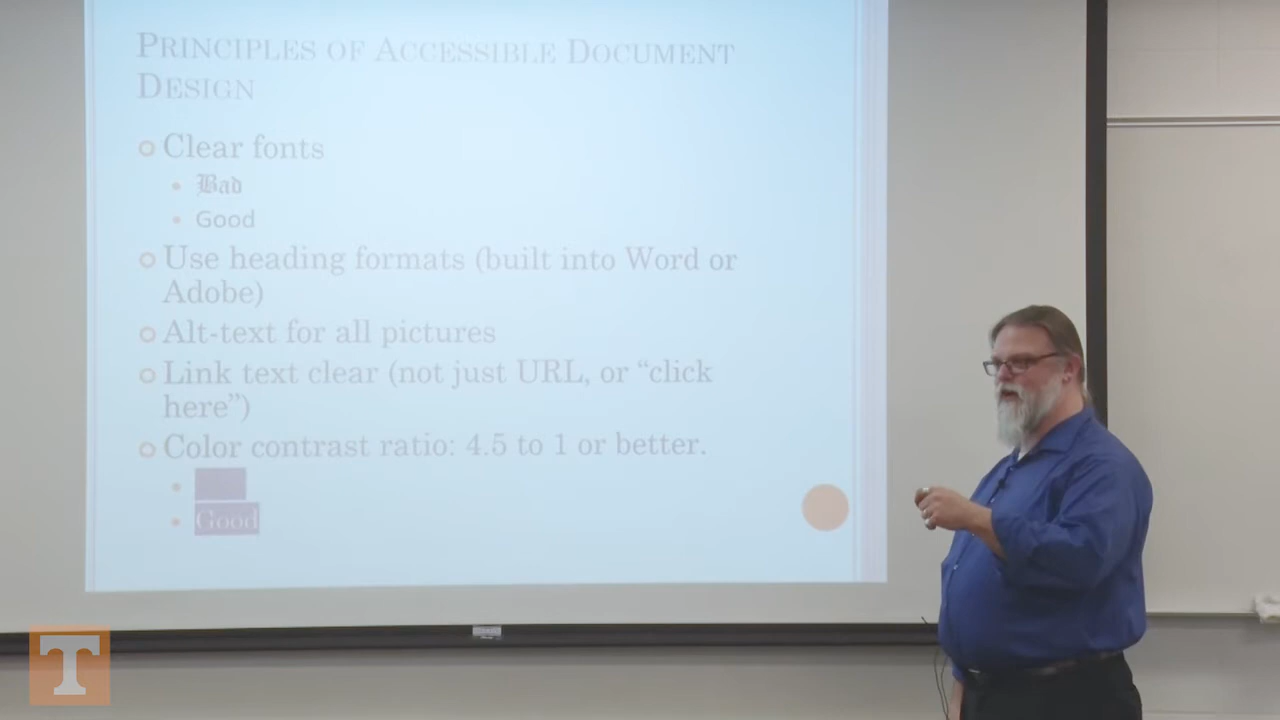 PRINCIPLES OF ACCESSIBLE DOCUMENT
DESIGN
Clear fonts
Bad
Good
Use heading formats (built into Word or
Adobe)
Alt-text for all pictures
Link text clear (not just URL, or “click
here”)
Color contrast ratio: 4.5 to 1 or better.
Good
T